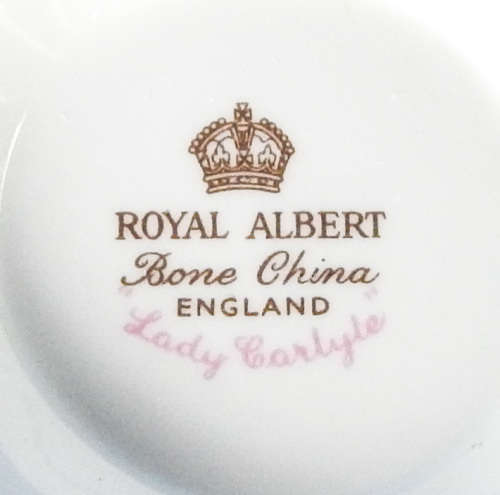 ROYAL ALBERT
Bone China
ENGLAND
"Lady Carlyle"